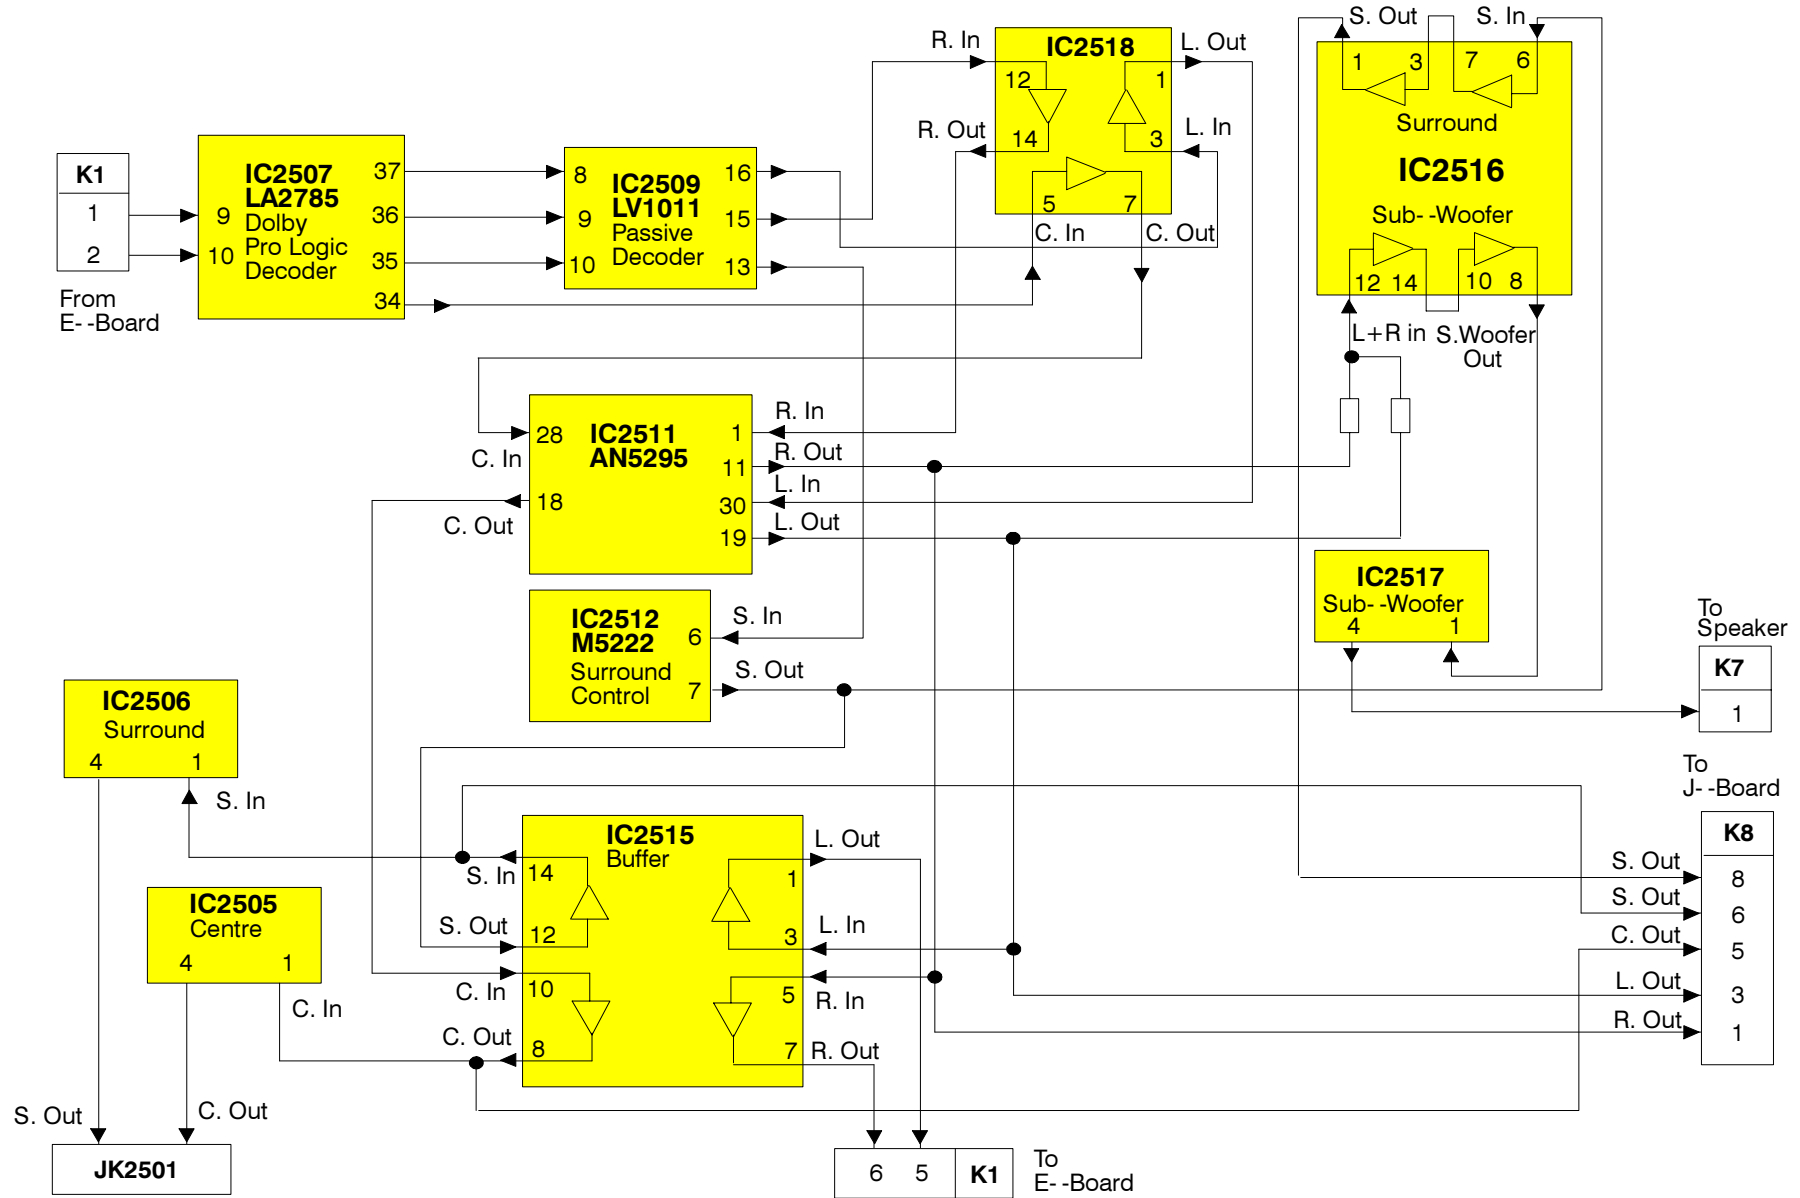 K1
1
2
From
E- -Board
IC2507
LA2785
Dolby
Pro Logic
Decoder
9
10
37
36
35
34
IC2509
LV1011
Passive
Decoder
8
9
10
16
15
13
IC2518
R. In
12
R. Out
14
L. Out
1
L. In
3
5
7
C. In
C. Out
S. Out
S. In
1
3
7
6
Surround
IC2516
Sub- -Woofer
12
14
10
8
L+R in
S.Woofer
Out
IC2511
AN5295
28
C. In
18
C. Out
1
R. In
11
R. Out
30
L. In
19
L. Out
IC2512
M5222
Surround
Control
6
S. In
7
S. Out
IC2517
Sub- -Woofer
4
1
To
Speaker
K7
1
IC2506
Surround
4
1
S. In
IC2505
Centre
4
1
C. In
S. Out
C. Out
JK2501
IC2515
Buffer
S. In
14
S. Out
12
C. In
10
C. Out
8
L. Out
1
L. In
3
5
R. In
7
R. Out
6
5
K1
To
E- -Board
To
J- -Board
K8
S. Out
8
S. Out
6
C. Out
5
L. Out
3
R. Out
1